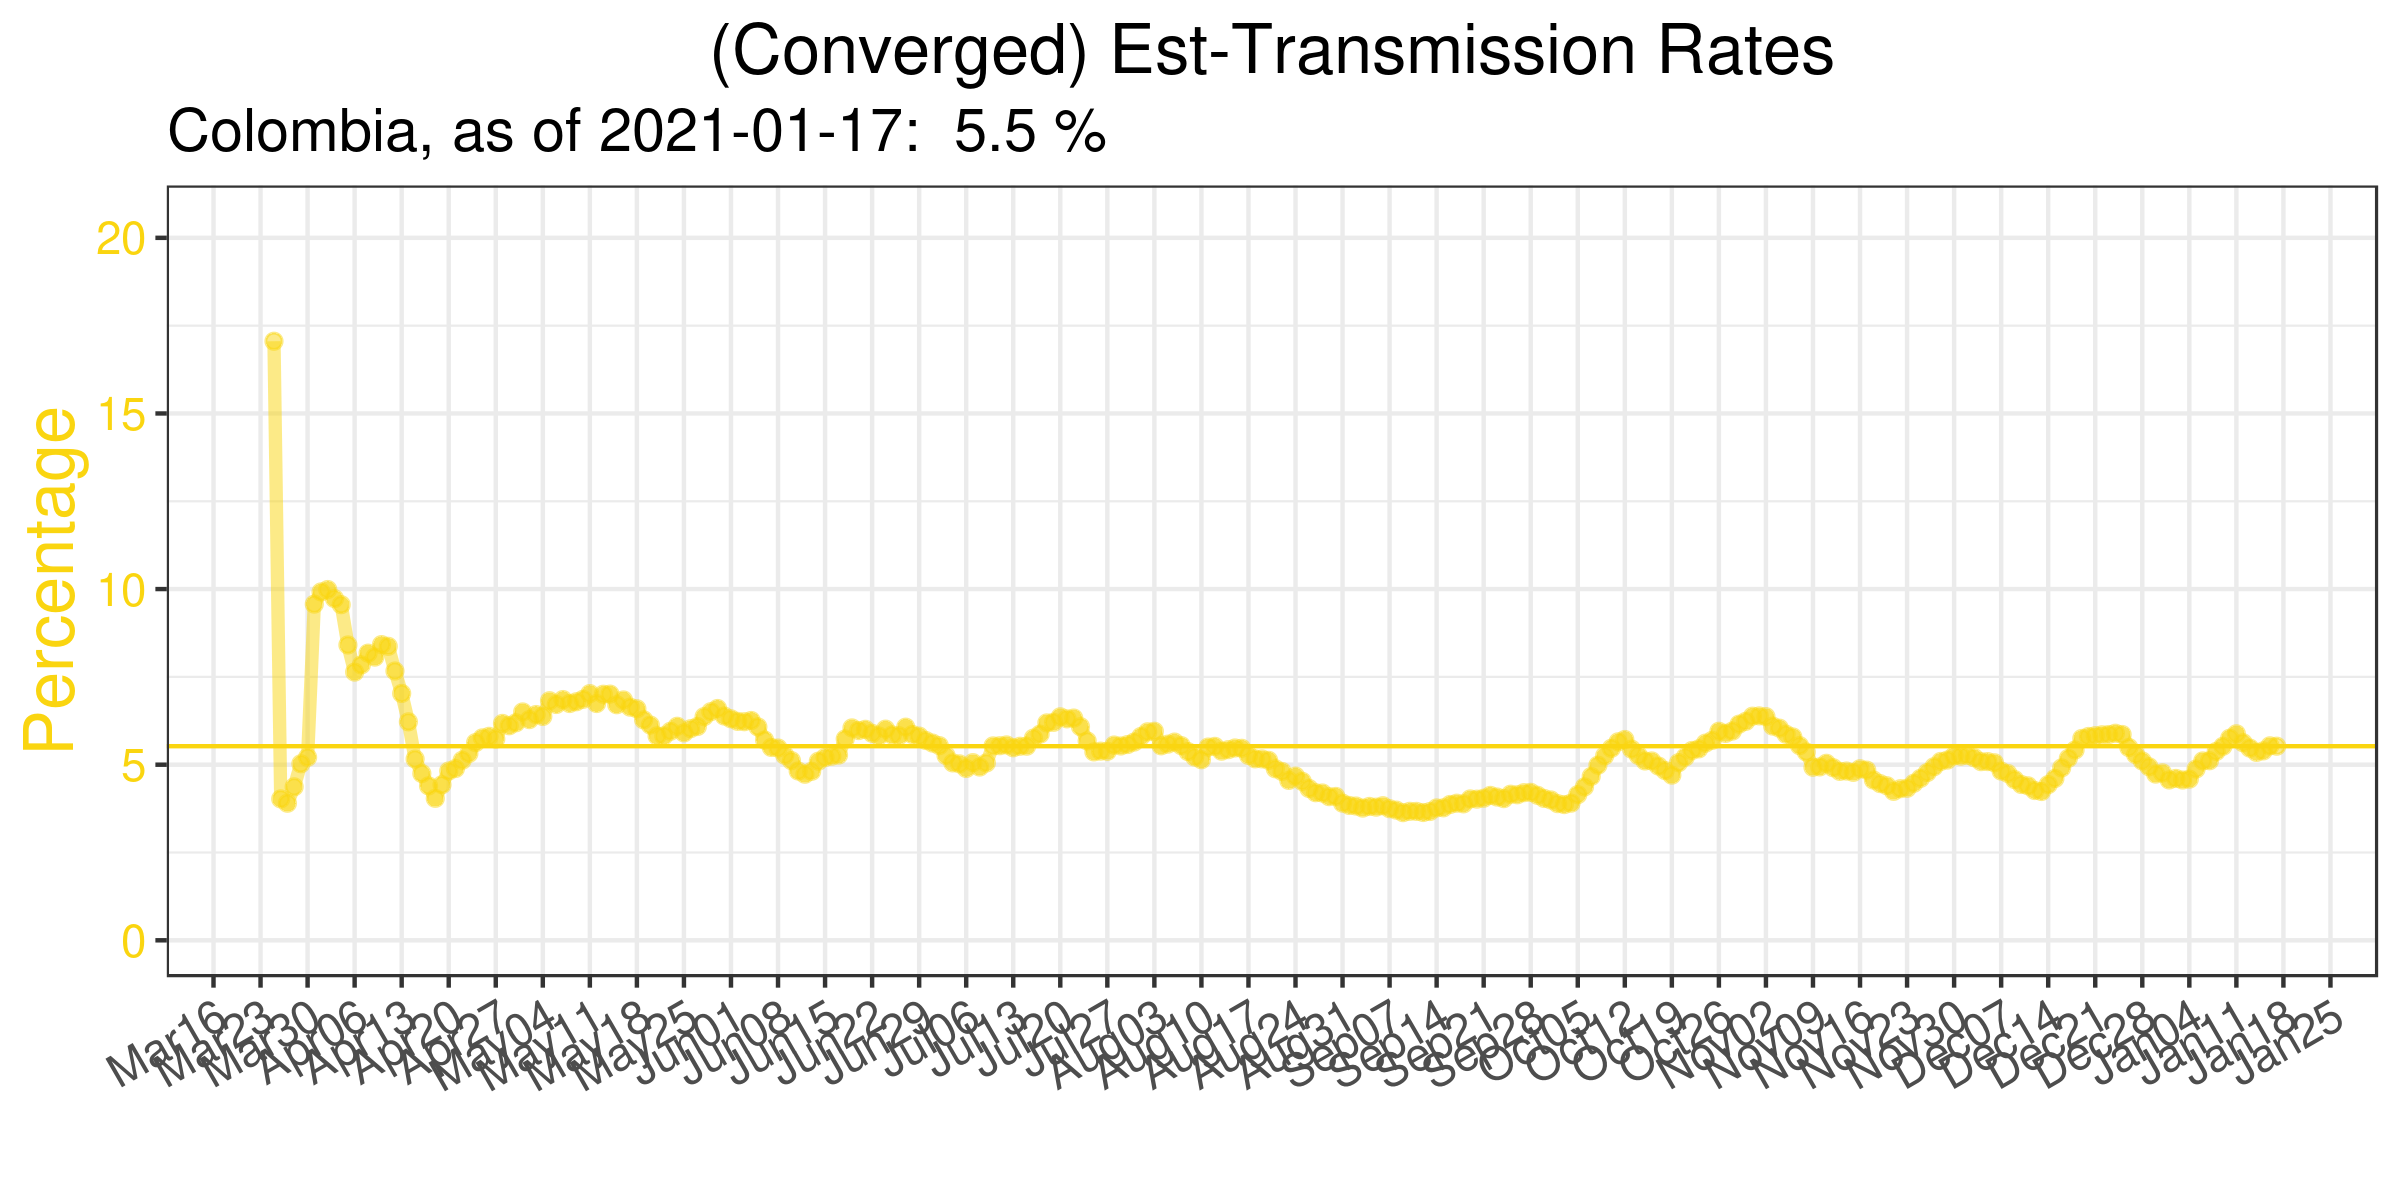 (Converged) Est-Transmission Rates
Colombia, as of 2021-01-17:  5.5 %
Percentage
20
15
10
5
0
Mar16
Mar23
Mar30
Apr06
Apr13
Apr20
Apr27
May04
May11
May18
May25
Jun01
Jun08
Jun15
Jun22
Jun29
Jul06
Jul13
Jul20
Jul27
Aug03
Aug10
Aug17
Aug24
Aug31
Sep07
Sep14
Sep21
Sep28
Oct05
Oct12
Oct19
Oct26
Nov02
Nov09
Nov16
Nov23
Nov30
Dec07
Dec14
Dec21
Dec28
Jan04
Jan11
Jan18
Jan25